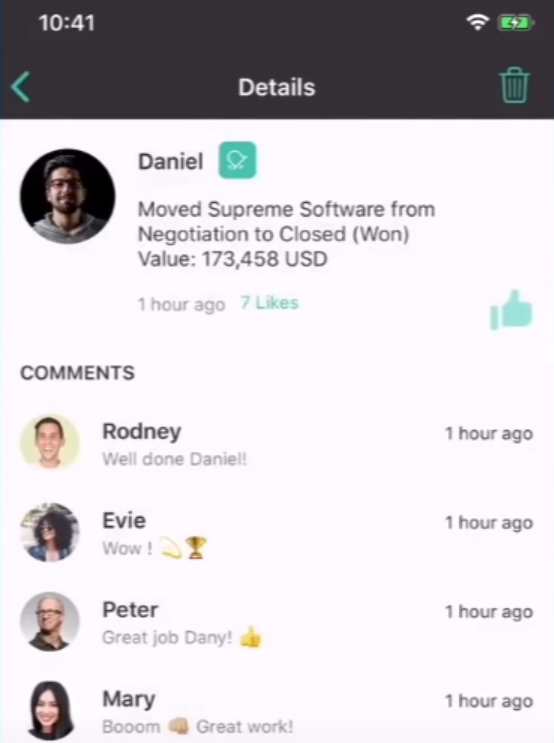 10:41
Details
Daniel
Moved Supreme Software from
Negotiation to Closed (Won)
Value: 173,458 USD
1 hour ago 7 Likes
COMMENTS
Rodney 1 hour ago
Well done Daniel!
Evie 1 hour ago
Wow ! 💫🏆
Peter 1 hour ago
Great job Dany! 👍
Mary 1 hour ago
Booom 👊🏼 Great work!